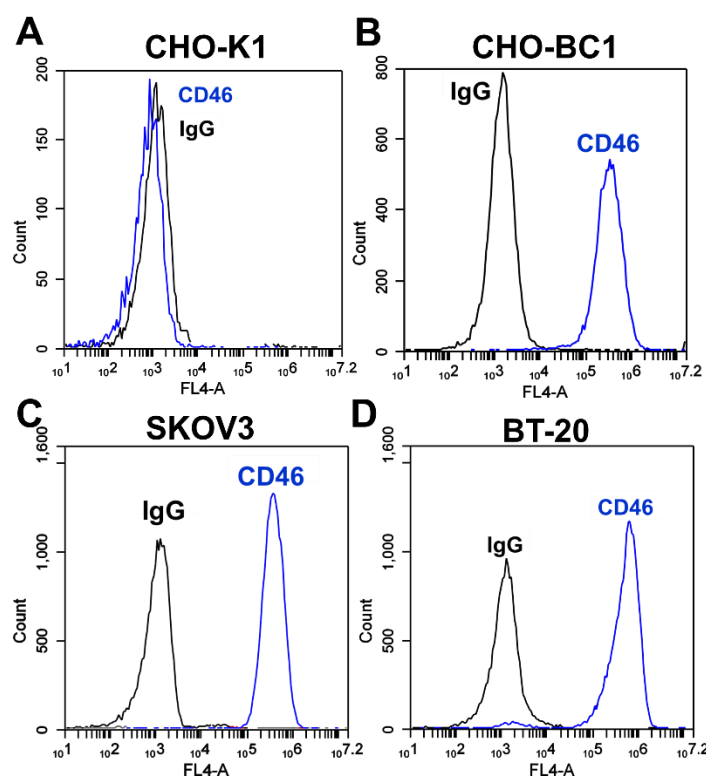 A
CHO-K1
CD46
IgG
Count
200
150
100
50
0
10¹ 10² 10³ 10⁴ 10⁵ 10⁶ 10⁷·²
FL4-A
B
CHO-BC1
IgG
CD46
Count
800
600
400
200
0
10¹ 10² 10³ 10⁴ 10⁵ 10⁶ 10⁷·²
FL4-A
C
SKOV3
IgG
CD46
Count
1,600
1,000
500
0
10¹ 10² 10³ 10⁴ 10⁵ 10⁶ 10⁷·²
FL4-A
D
BT-20
IgG
CD46
Count
1,600
1,000
500
0
10¹ 10² 10³ 10⁴ 10⁵ 10⁶ 10⁷·²
FL4-A